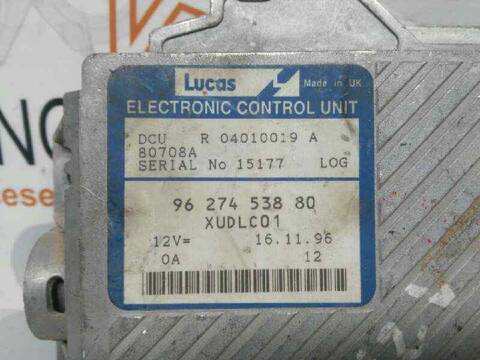 Lucas Made in UK
ELECTRONIC CONTROL UNIT
DCU R 04010019 A
80708A
SERIAL No 15177 LOG
96 274 538 80
XUDLC01
12V= 16.11.96
0A 12